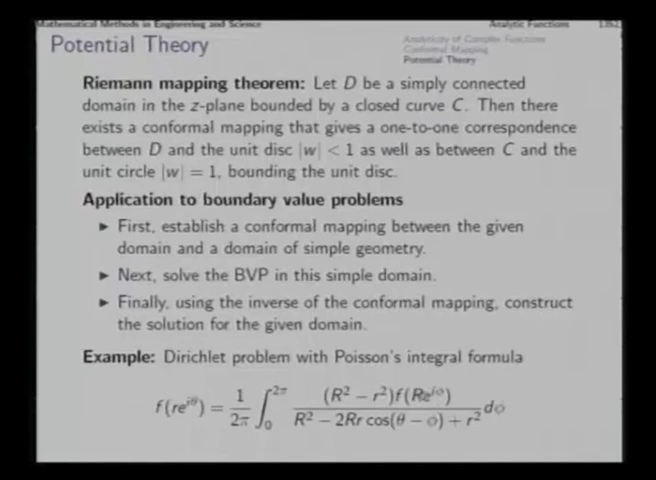 Mathematical Methods in Engineering and Science
Analytic Functions
Potential Theory
Analyticity of Complex Functions
Conformal Mapping
Potential Theory
Riemann mapping theorem: Let D be a simply connected
domain in the z-plane bounded by a closed curve C. Then there
exists a conformal mapping that gives a one-to-one correspondence
between D and the unit disc |w| < 1 as well as between C and the
unit circle |w| = 1, bounding the unit disc.
Application to boundary value problems
► First, establish a conformal mapping between the given
domain and a domain of simple geometry.
► Next, solve the BVP in this simple domain.
► Finally, using the inverse of the conformal mapping, construct
the solution for the given domain.
Example: Dirichlet problem with Poisson's integral formula
f(re^{iθ}) = \frac{1}{2π} ∫_0^{2π} \frac{(R² − r²)f(Re^{iφ})}{R² − 2Rr cos(θ − φ) + r²} dφ